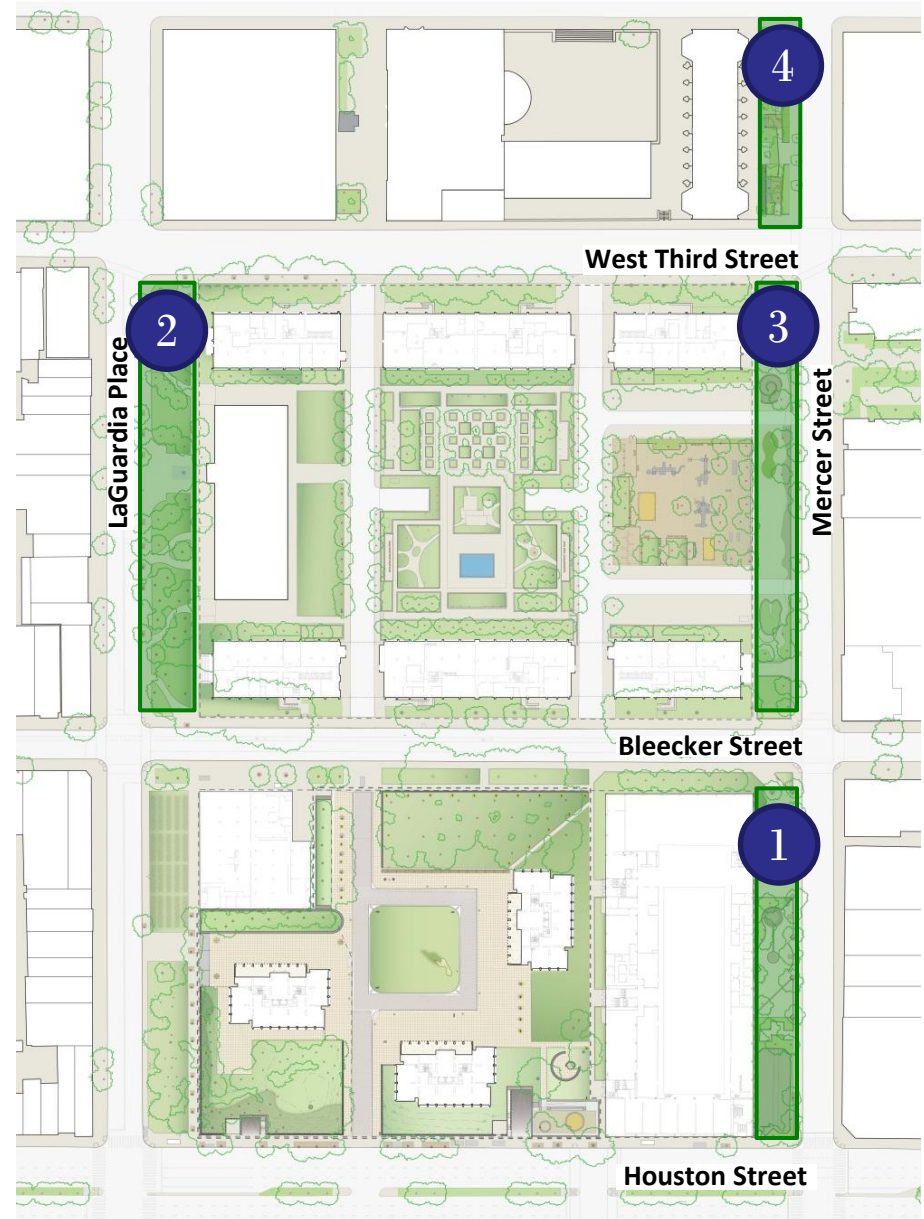 4
West Third Street
2
3
LaGuardia Place
Mercer Street
Bleecker Street
1
Houston Street